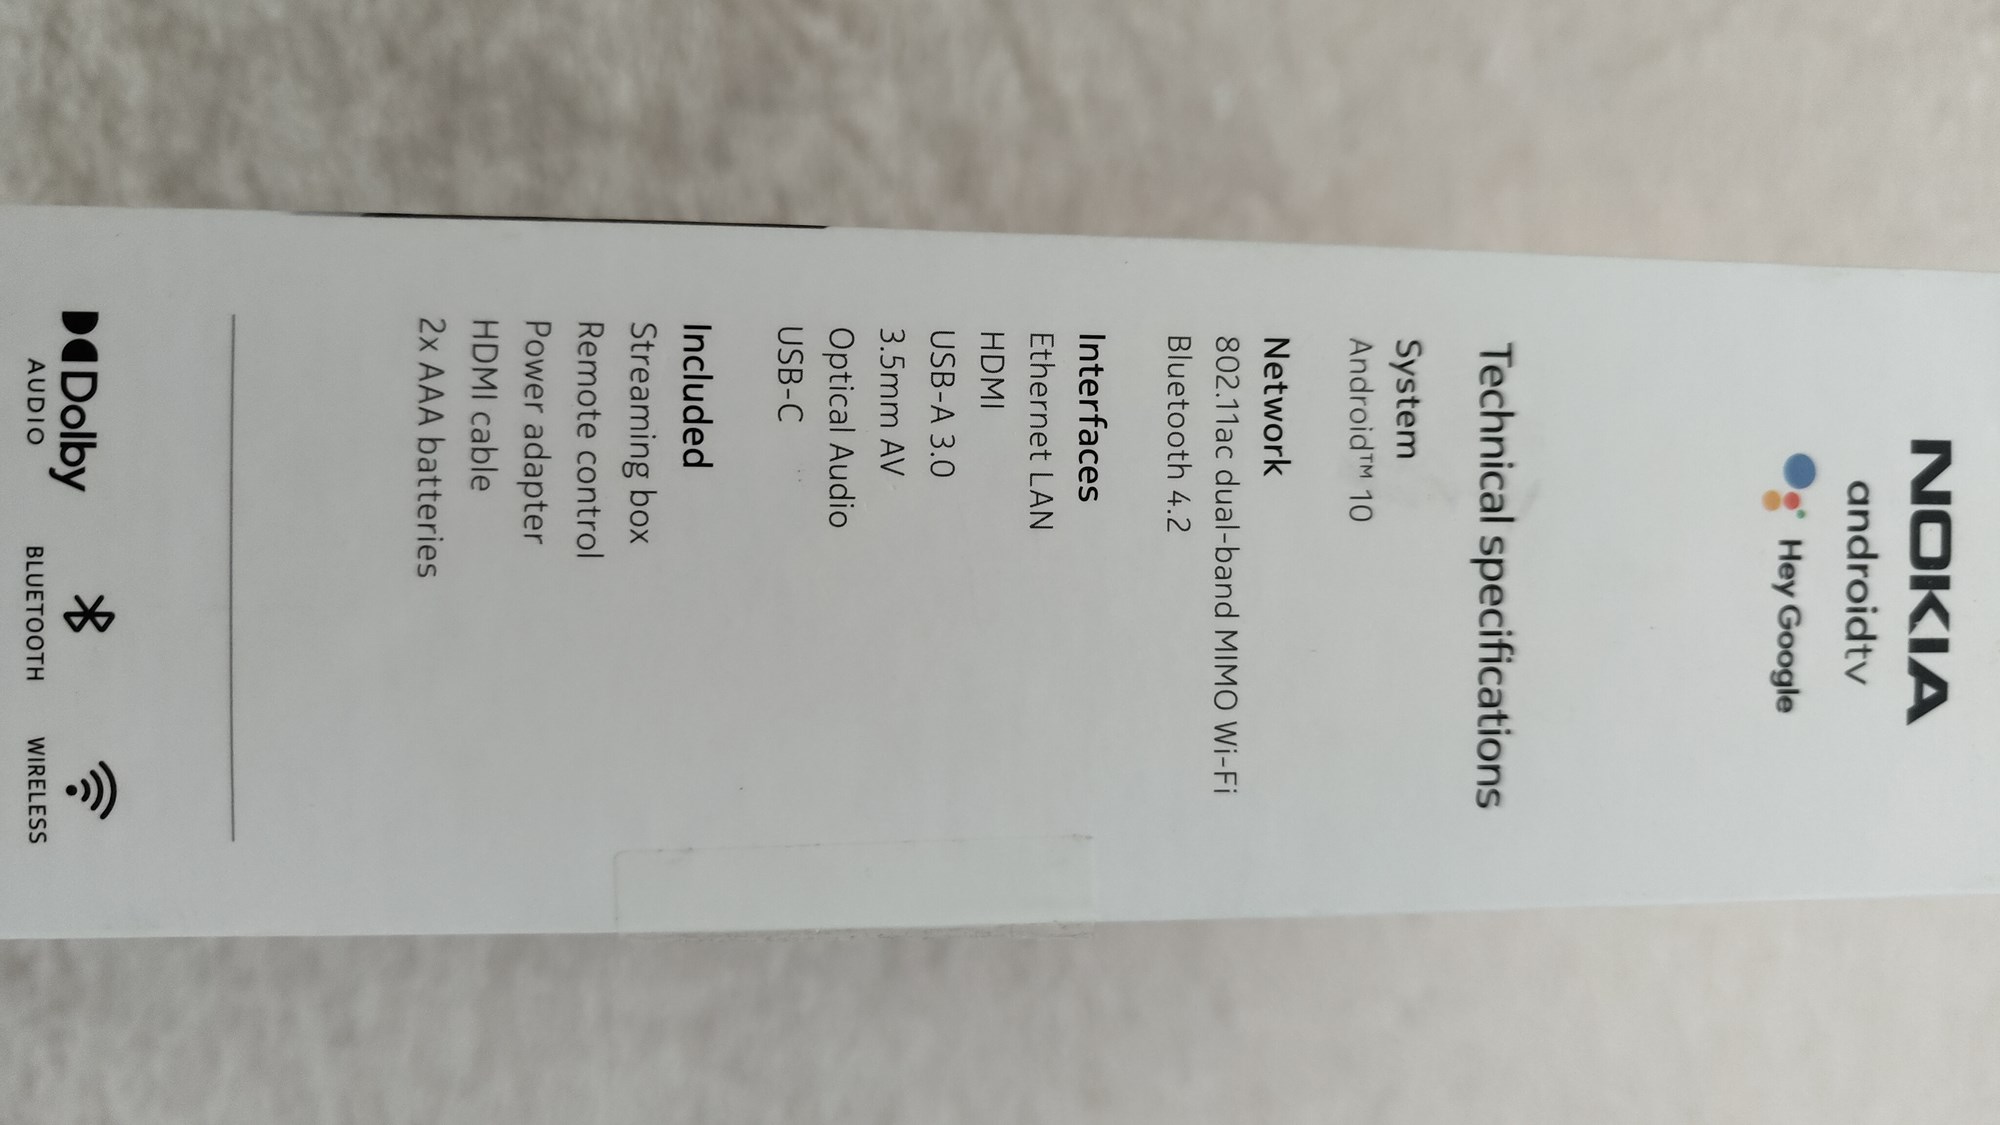 NOKIA
androidtv
Hey Google
Technical specifications
System
Android™ 10
Network
802.11ac dual-band MIMO Wi-Fi
Bluetooth 4.2
Interfaces
Ethernet LAN
HDMI
USB-A 3.0
3.5mm AV
Optical Audio
USB-C
Included
Streaming box
Remote control
Power adapter
HDMI cable
2x AAA batteries
Dolby
AUDIO
BLUETOOTH
WIRELESS